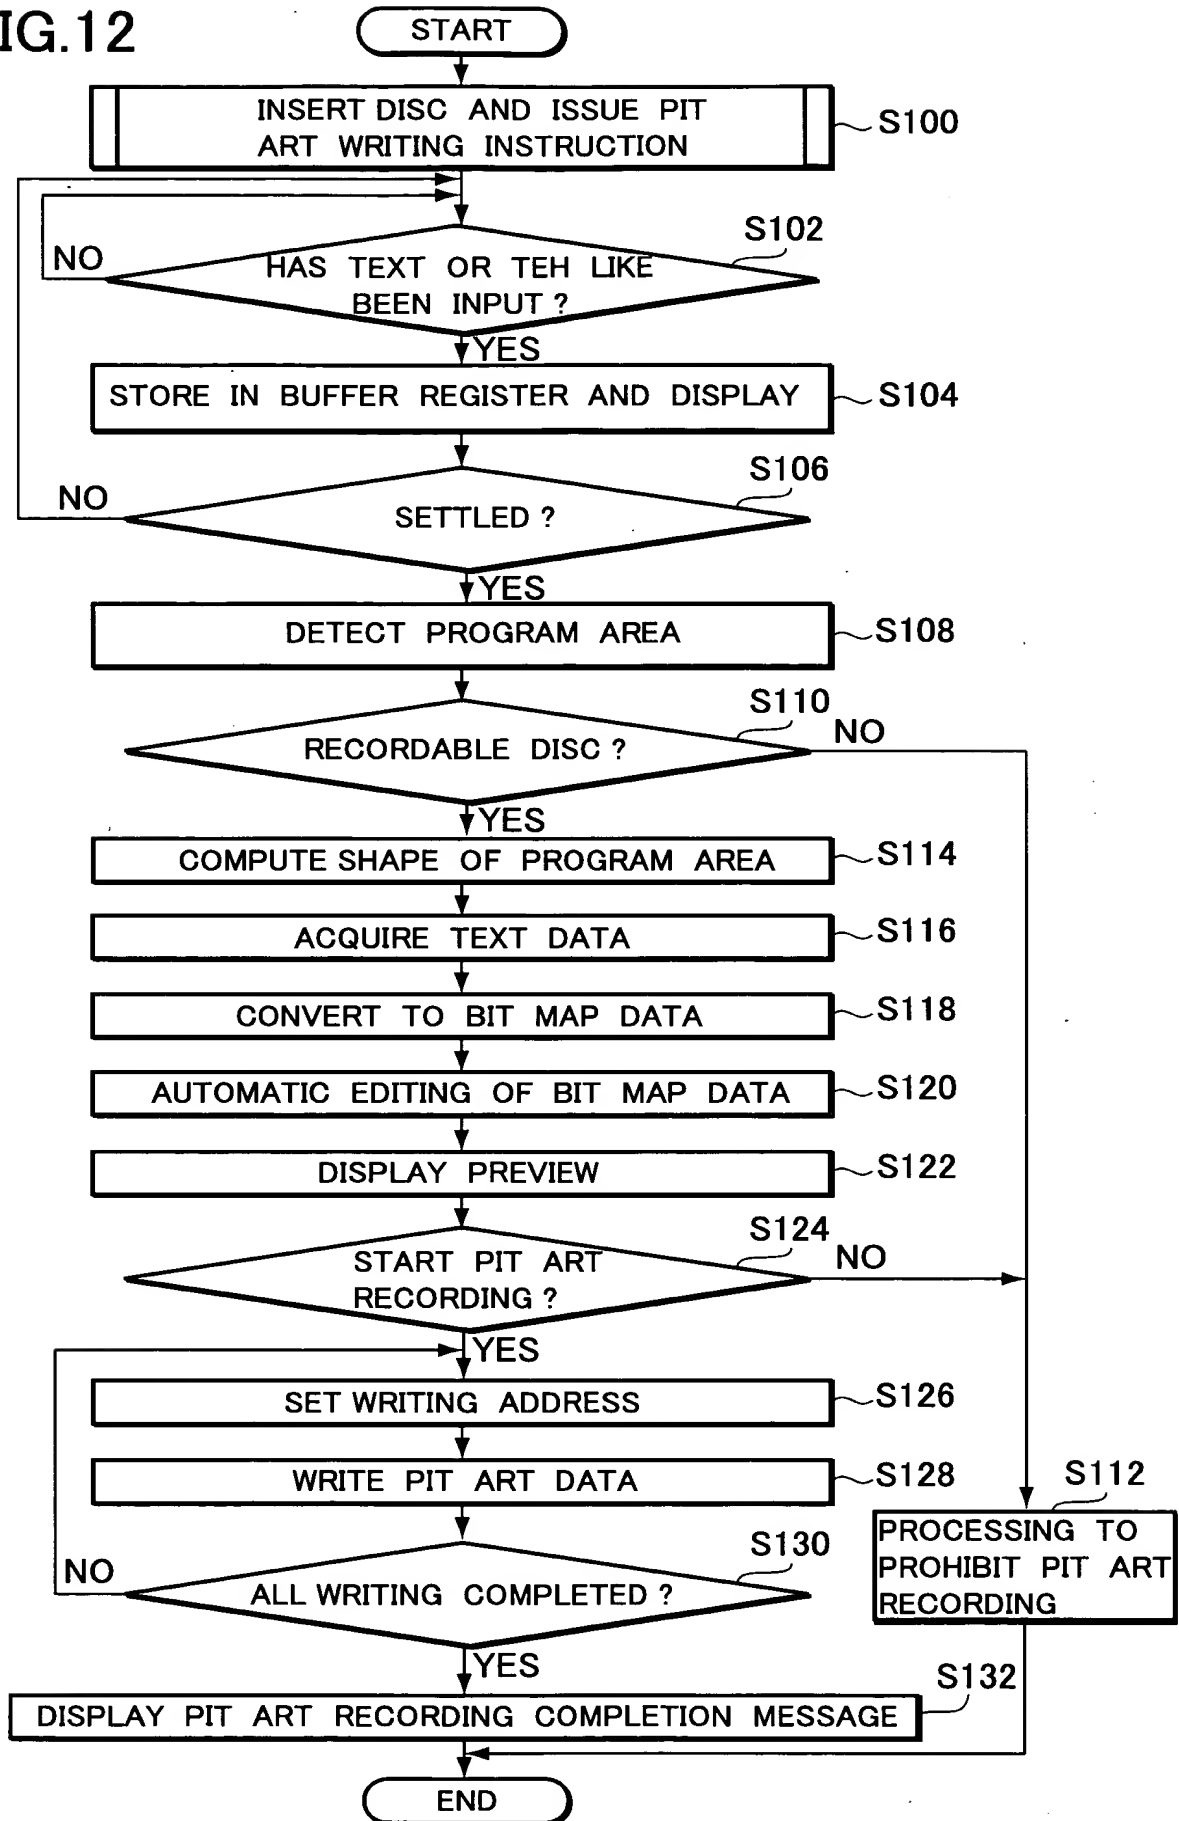 IG.12
START
INSERT DISC AND ISSUE PIT
ART WRITING INSTRUCTION
S100
S102
NO
HAS TEXT OR TEH LIKE
BEEN INPUT ?
YES
STORE IN BUFFER REGISTER AND DISPLAY
S104
S106
NO
SETTLED ?
YES
DETECT PROGRAM AREA
S108
S110
RECORDABLE DISC ?
NO
YES
COMPUTE SHAPE OF PROGRAM AREA
S114
ACQUIRE TEXT DATA
S116
CONVERT TO BIT MAP DATA
S118
AUTOMATIC EDITING OF BIT MAP DATA
S120
DISPLAY PREVIEW
S122
S124
START PIT ART
RECORDING ?
NO
YES
SET WRITING ADDRESS
S126
WRITE PIT ART DATA
S128
S112
PROCESSING TO
PROHIBIT PIT ART
RECORDING
S130
NO
ALL WRITING COMPLETED ?
YES
S132
DISPLAY PIT ART RECORDING COMPLETION MESSAGE
END